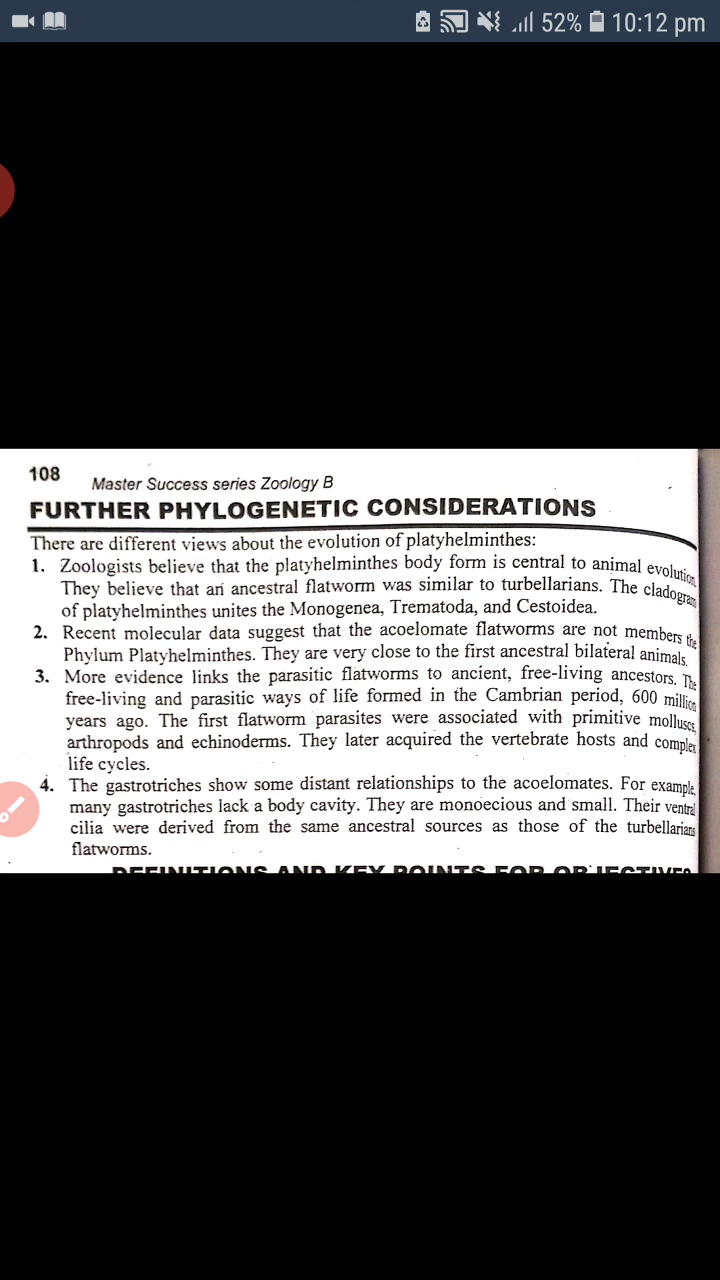 52% 10:12 pm
108
Master Success series Zoology B
FURTHER PHYLOGENETIC CONSIDERATIONS
There are different views about the evolution of platyhelminthes:
1. Zoologists believe that the platyhelminthes body form is central to animal evolution.
They believe that an ancestral flatworm was similar to turbellarians. The cladogram
of platyhelminthes unites the Monogenea, Trematoda, and Cestoidea.
2. Recent molecular data suggest that the acoelomate flatworms are not members the
Phylum Platyhelminthes. They are very close to the first ancestral bilateral animals.
3. More evidence links the parasitic flatworms to ancient, free-living ancestors. The
free-living and parasitic ways of life formed in the Cambrian period, 600 million
years ago. The first flatworm parasites were associated with primitive molluscs,
arthropods and echinoderms. They later acquired the vertebrate hosts and complex
life cycles.
4. The gastrotriches show some distant relationships to the acoelomates. For example,
many gastrotriches lack a body cavity. They are monoecious and small. Their ventral
cilia were derived from the same ancestral sources as those of the turbellarians
flatworms.
DEFINITIONS AND KEY POINTS FOR OBJECTIVES